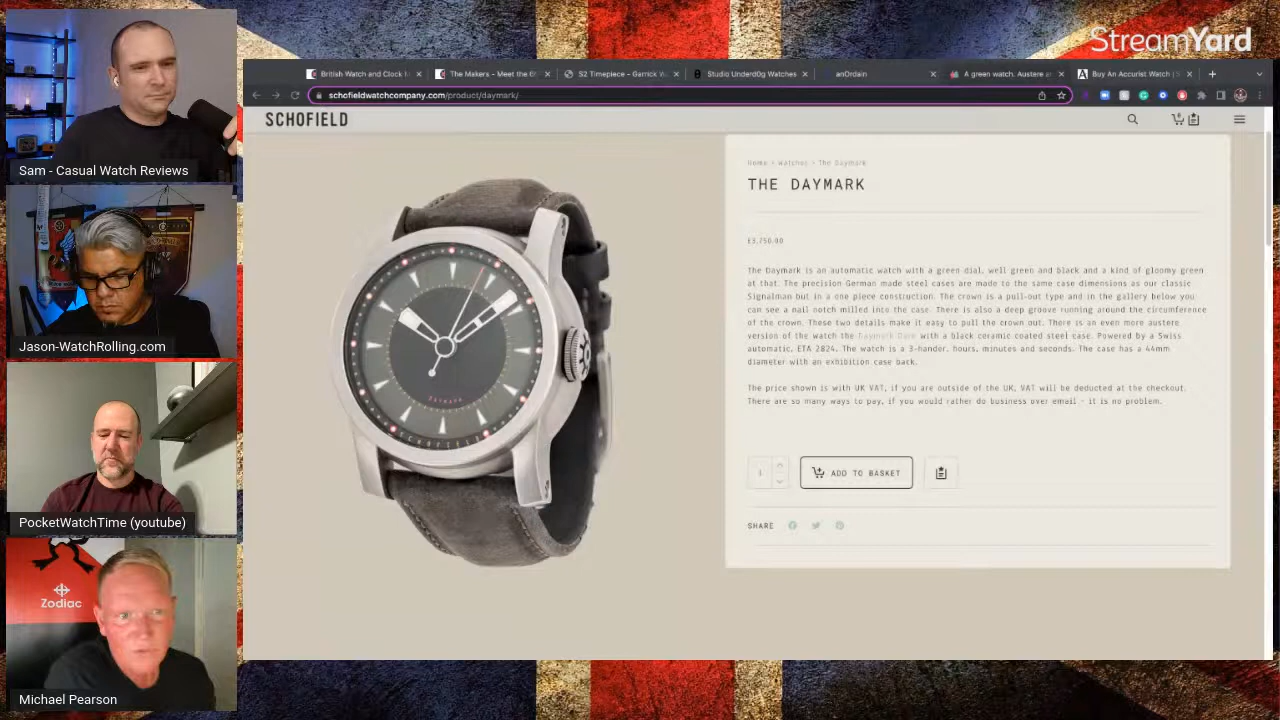 StreamYard
British Watch and Clock
The Makers - Meet the
S2 Timepiece - Garrick
Studio Underd0g Watches
anOrdain
A green watch. Austere
Buy An Accurist Watch
schofieldwatchcompany.com/product/daymark/
SCHOFIELD
Home > Watches > The Daymark
THE DAYMARK
£3,750.00
The Daymark is an automatic watch with a green dial, well green and black and a kind of gloomy green
at that. The precision German made steel cases are made to the same case dimensions as our classic
Signalman but in a one piece construction. The crown is a pull-out type and in the gallery below you
can see a nail notch milled into the case. There is also a deep groove running around the circumference
of the crown. These two details make it easy to pull the crown out. There is an even more austere
version of the watch the Daymark Dark with a black ceramic coated steel case. Powered by a Swiss
automatic, ETA 2824. The watch is a 3-hander, hours, minutes and seconds. The case has a 44mm
diameter with an exhibition case back.
The price shown is with UK VAT, if you are outside of the UK, VAT will be deducted at the checkout.
There are so many ways to pay, if you would rather do business over email - it is no problem.
1
ADD TO BASKET
SHARE
DAYMARK
SCHOFIELD
Sam - Casual Watch Reviews
Jason-WatchRolling.com
PocketWatchTime (youtube)
Zodiac
Michael Pearson